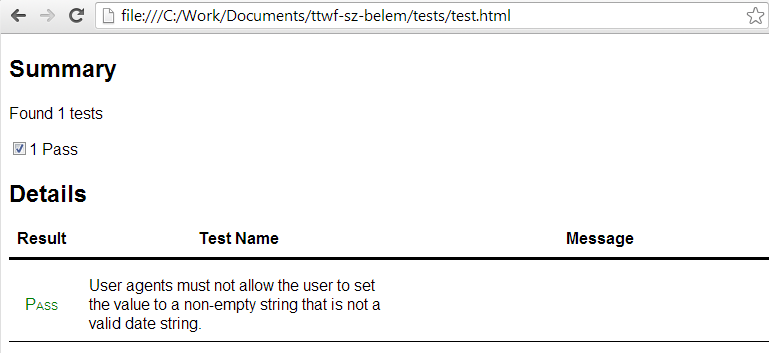 file:///C:/Work/Documents/ttwf-sz-belem/tests/test.html
Summary
Found 1 tests
1 Pass
Details
Result Test Name Message
Pass
User agents must not allow the user to set
the value to a non-empty string that is not a
valid date string.